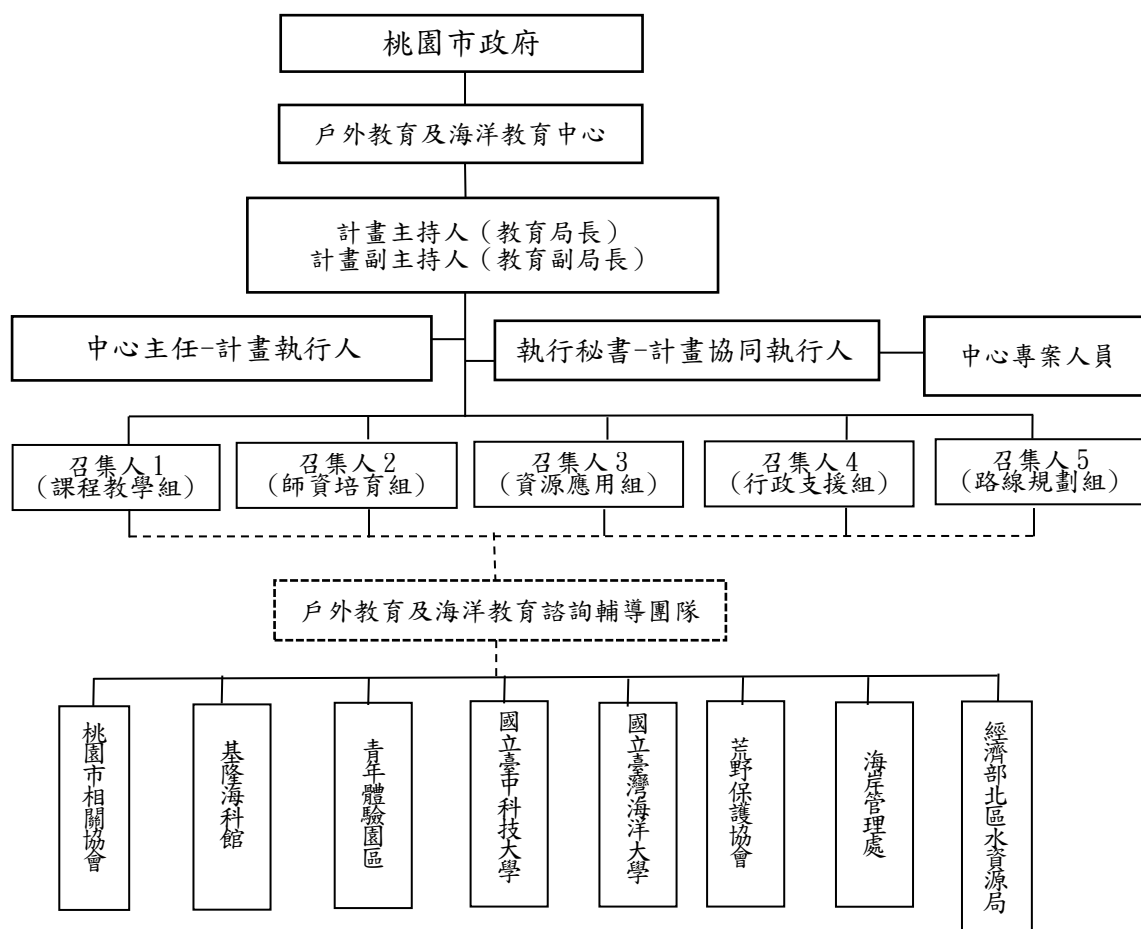 桃園市政府
戶外教育及海洋教育中心
計畫主持人（教育局長）
計畫副主持人（教育副局長）
中心主任-計畫執行人
執行秘書-計畫協同執行人
中心專案人員
召集人1
（課程教學組）
召集人2
（師資培育組）
召集人3
（資源應用組）
召集人4
（行政支援組）
召集人5
（路線規劃組）
戶外教育及海洋教育諮詢輔導團隊
桃園市相關協會
基隆海科館
青年體驗園區
國立臺中科技大學
國立臺灣海洋大學
荒野保護協會
海岸管理處
經濟部北區水資源局